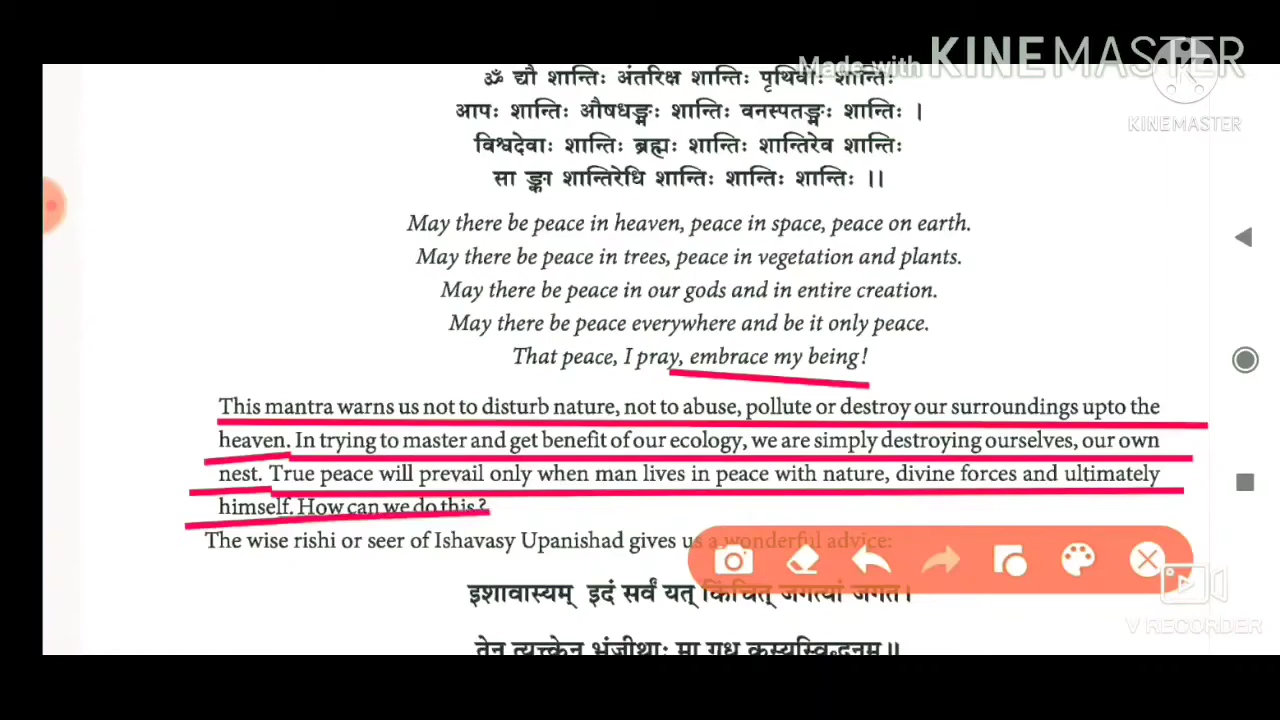 Made with KINEMASTER
KINEMASTER
ॐ द्यौ शान्तिः अंतरिक्ष शान्तिः पृथिवीः शान्तिः
आपः शान्तिः औषधङ्मः शान्तिः वनस्पतङ्मः शान्तिः ।
विश्वदेवाः शान्तिः ब्रह्मः शान्तिः शान्तिरेव शान्तिः
सा शान्तिरेधि शान्तिः शान्तिः शान्तिः ।।
May there be peace in heaven, peace in space, peace on earth.
May there be peace in trees, peace in vegetation and plants.
May there be peace in our gods and in entire creation.
May there be peace everywhere and be it only peace.
That peace, I pray, embrace my being!
This mantra warns us not to disturb nature, not to abuse, pollute or destroy our surroundings upto the
heaven. In trying to master and get benefit of our ecology, we are simply destroying ourselves, our own
nest. True peace will prevail only when man lives in peace with nature, divine forces and ultimately
himself. How can we do this?
The wise rishi or seer of Ishavasy Upanishad gives us a wonderful advice:
इशावास्यम् इदं सर्वं यत् किंचित् जगत्यां जगत।
V RECORDER